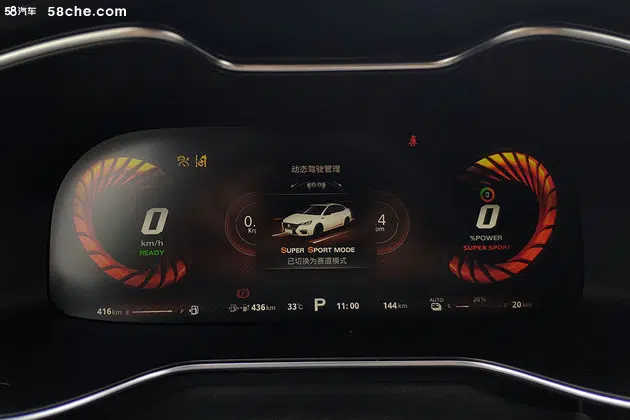 58汽车 58che.com
动态驾驶管理
0 km/h READY
SUPER SPORT MODE
已切换为赛道模式
3
0 %POWER
SUPER SPORT
4
416km E F
436km 33℃ P 11:00 144km
AUTO E 28% F 20km